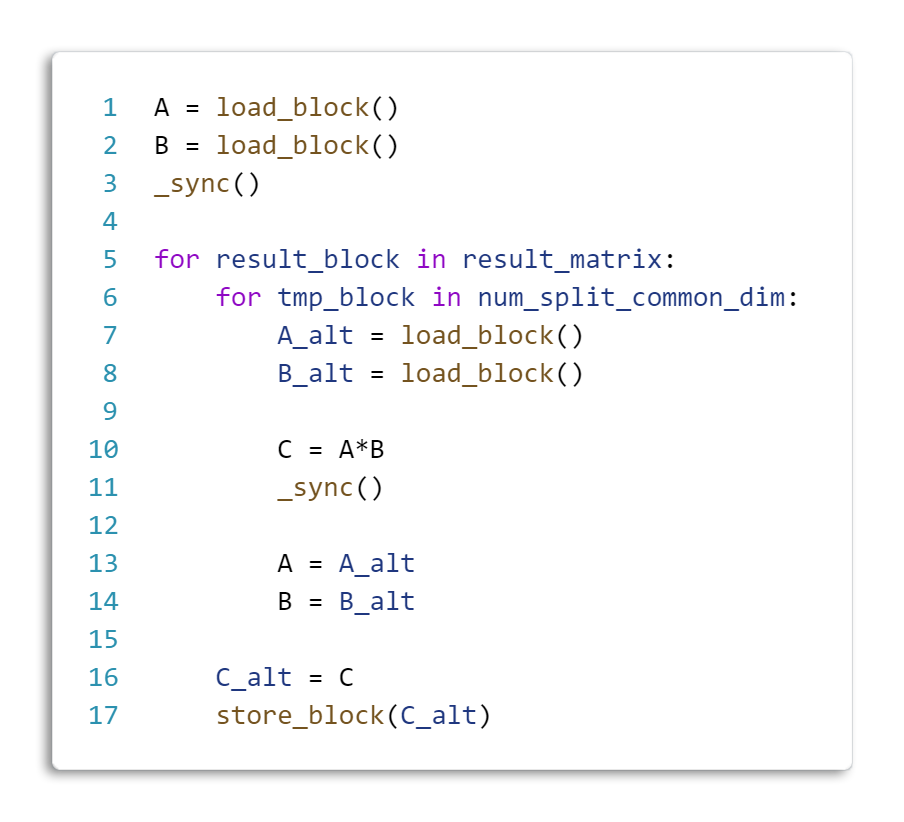 1 A = load_block()
2 B = load_block()
3 _sync()
4
5 for result_block in result_matrix:
6     for tmp_block in num_split_common_dim:
7         A_alt = load_block()
8         B_alt = load_block()
9
10         C = A*B
11         _sync()
12
13         A = A_alt
14         B = B_alt
15
16     C_alt = C
17     store_block(C_alt)